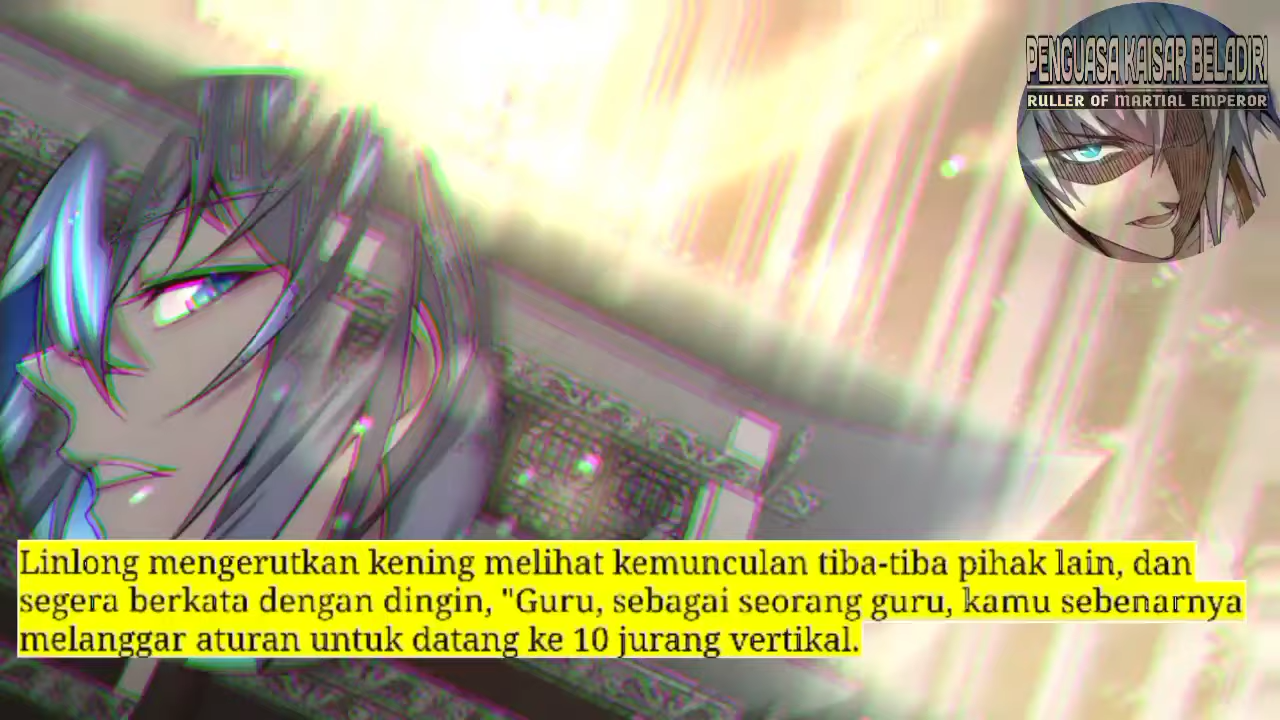 PENGUASA KAISAR BELADIRI
RULLER OF MARTIAL EMPEROR
Linlong mengerutkan kening melihat kemunculan tiba-tiba pihak lain, dan
segera berkata dengan dingin, "Guru, sebagai seorang guru, kamu sebenarnya
melanggar aturan untuk datang ke 10 jurang vertikal.